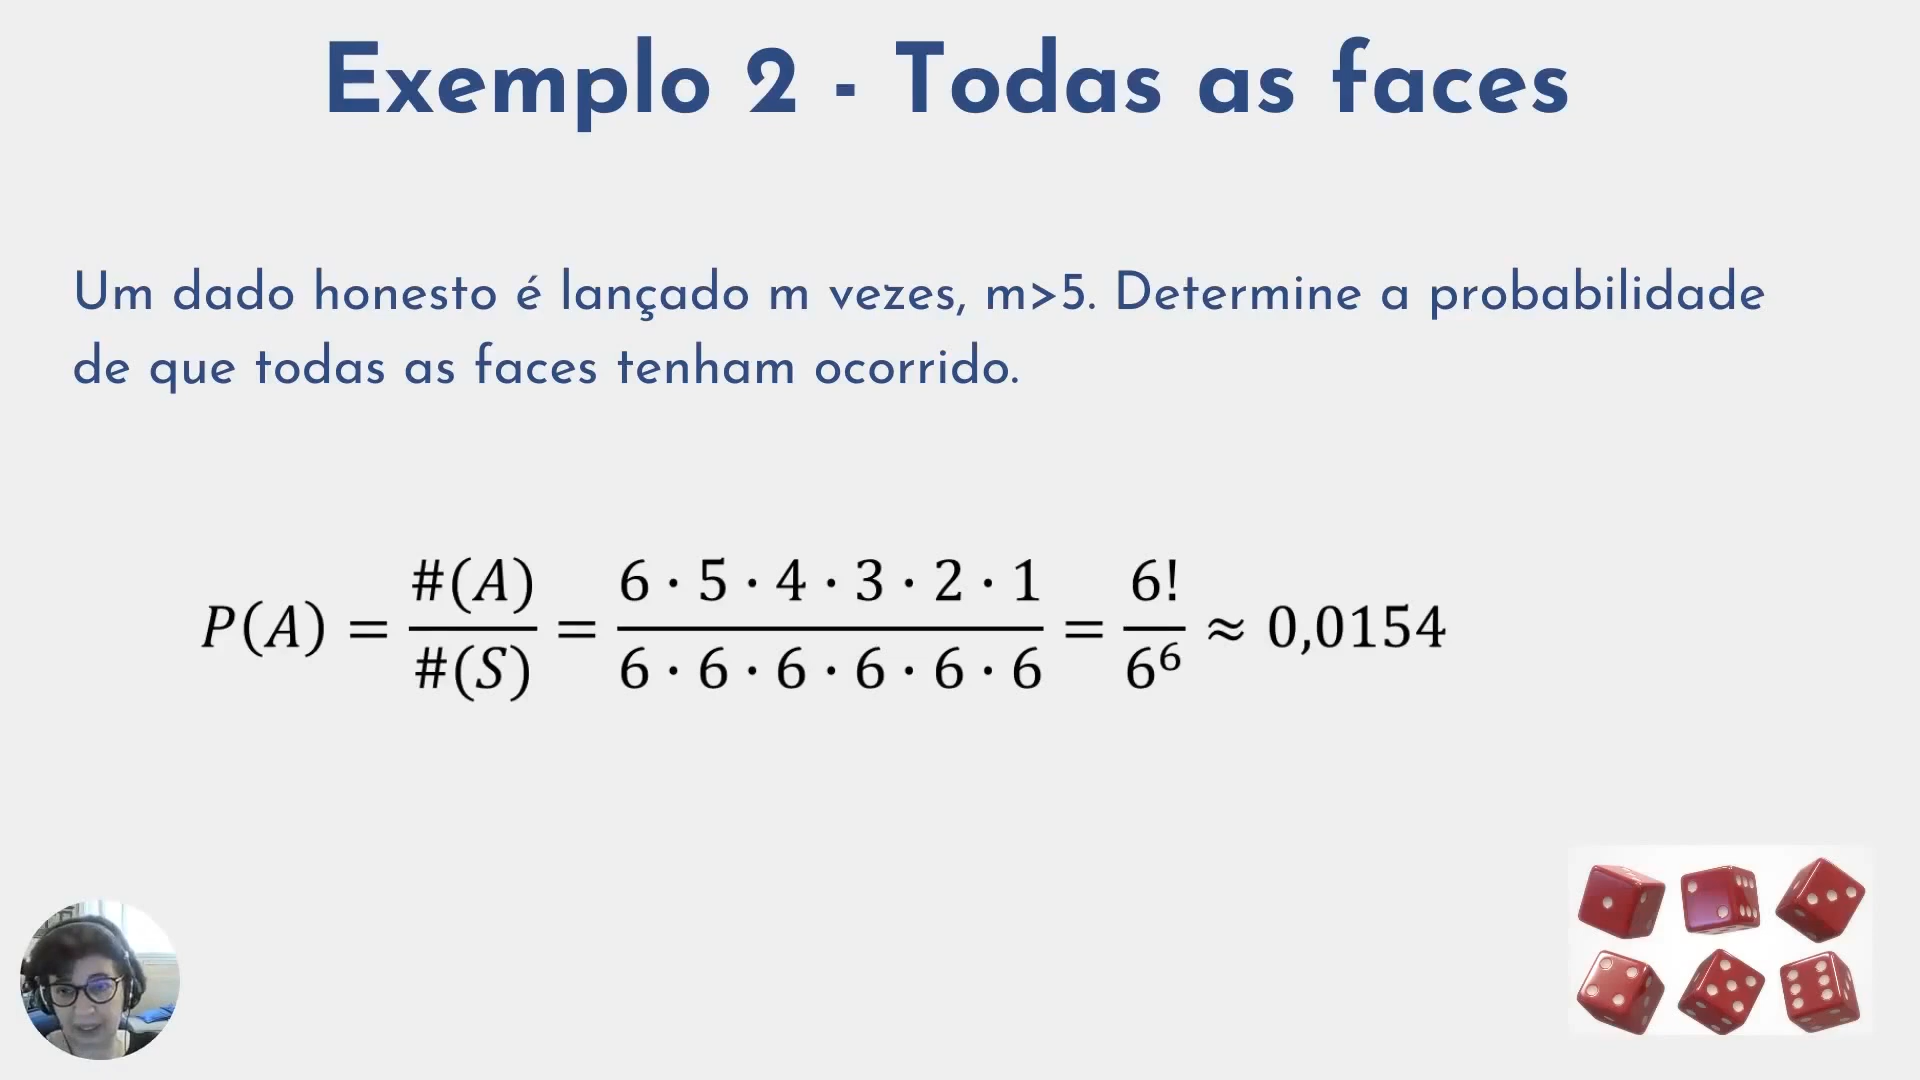 Exemplo 2 - Todas as faces
Um dado honesto é lançado m vezes, m>5. Determine a probabilidade
de que todas as faces tenham ocorrido.
P(A) = #(A)/#(S) = (6 · 5 · 4 · 3 · 2 · 1)/(6 · 6 · 6 · 6 · 6 · 6) = 6!/6⁶ ≈ 0,0154